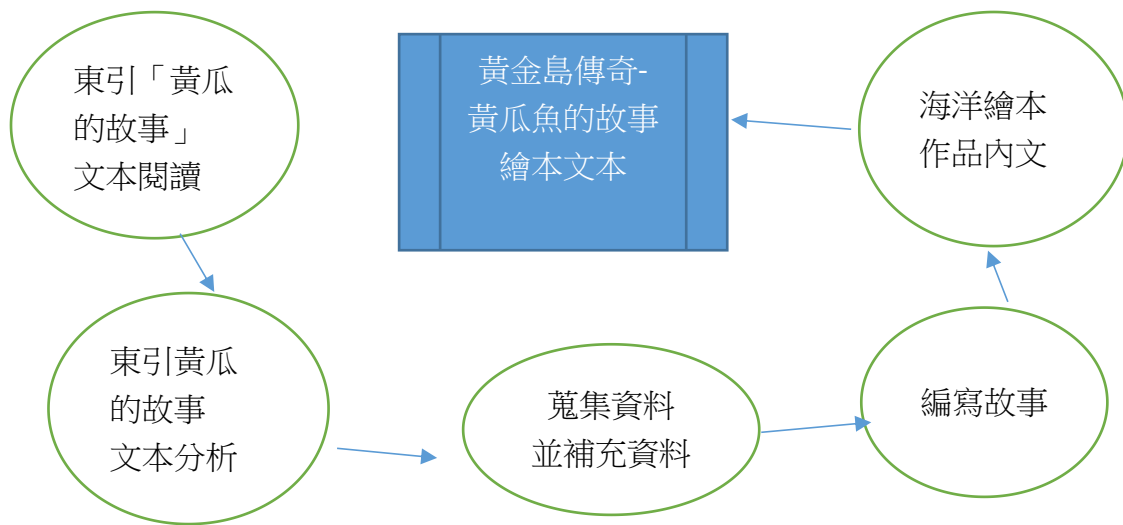 東引「黃瓜
的故事」
文本閱讀
東引黃瓜
的故事
文本分析
蒐集資料
並補充資料
編寫故事
海洋繪本
作品內文
黃金島傳奇-
黃瓜魚的故事
繪本文本